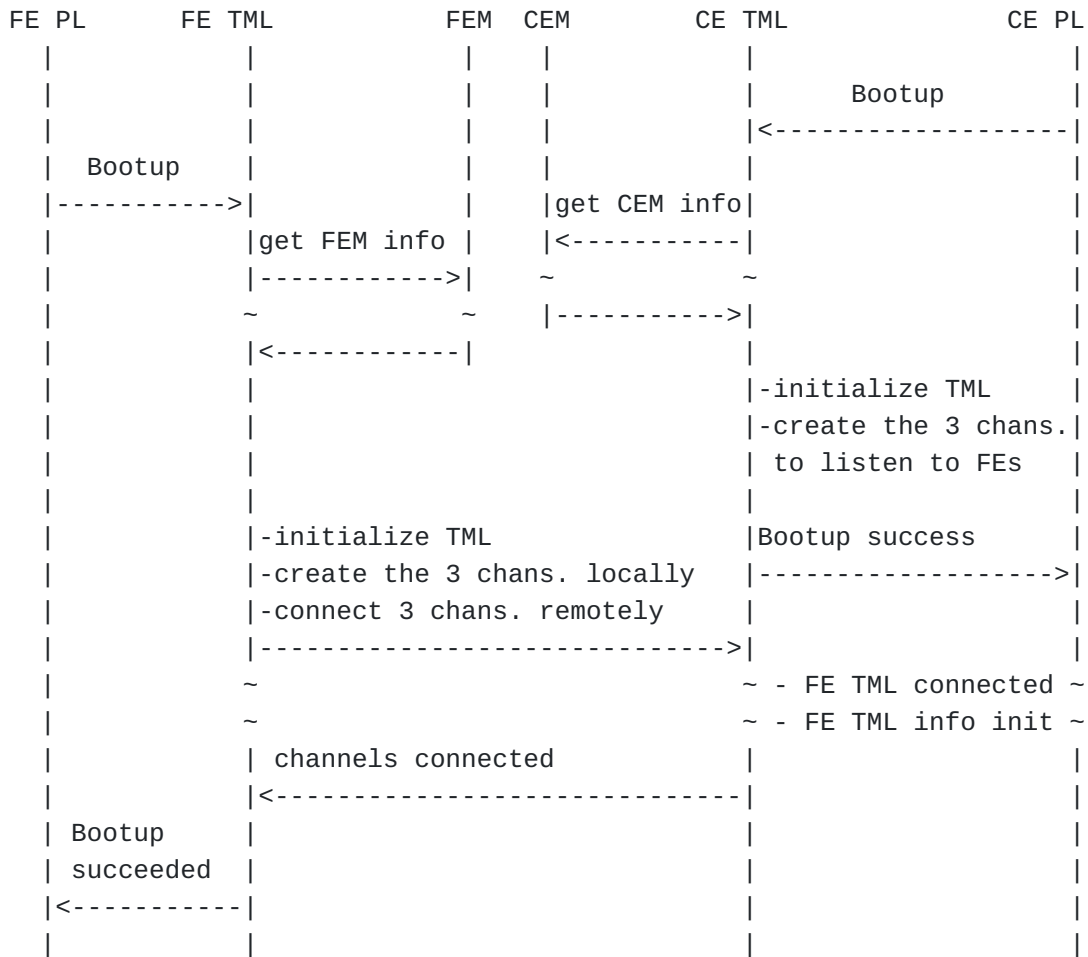 FE PL FE TML FEM CEM CE TML CE PL
Bootup
Bootup
get CEM info
get FEM info
-initialize TML
-create the 3 chans.
to listen to FEs
-initialize TML Bootup success
-create the 3 chans. locally
-connect 3 chans. remotely
~ - FE TML connected ~
~ - FE TML info init ~
channels connected
Bootup
succeeded